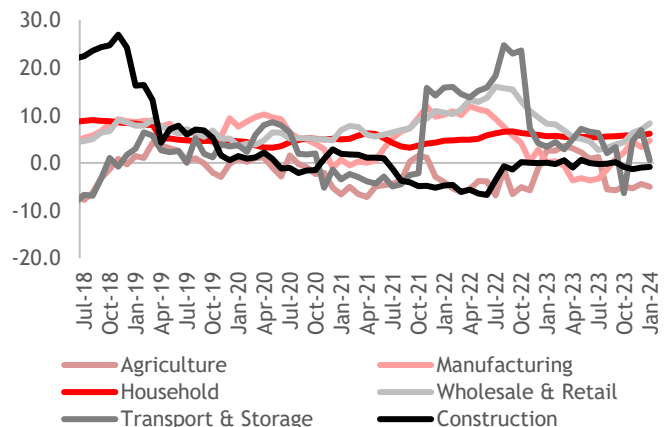 30.0
20.0
10.0
0.0
-10.0
-20.0
Jul-18
Oct-18
Jan-19
Apr-19
Jul-19
Oct-19
Jan-20
Apr-20
Jul-20
Oct-20
Jan-21
Apr-21
Jul-21
Oct-21
Jan-22
Apr-22
Jul-22
Oct-22
Jan-23
Apr-23
Jul-23
Oct-23
Jan-24
Agriculture Manufacturing
Household Wholesale & Retail
Transport & Storage Construction